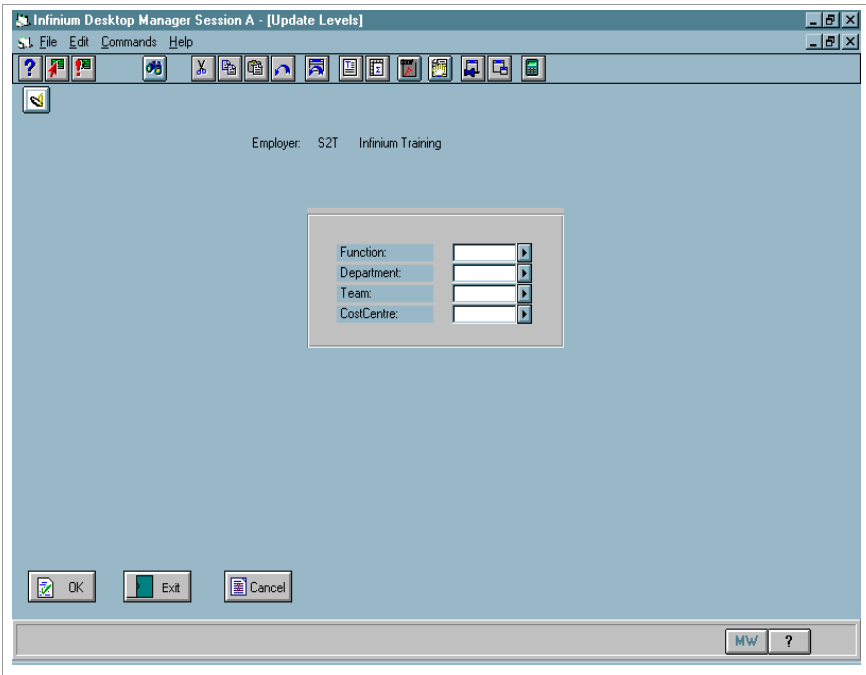 Infinium Desktop Manager Session A - [Update Levels]
File Edit Commands Help
Employer: S2T Infinium Training
Function:
Department:
Team:
CostCentre:
OK Exit Cancel
MW ?